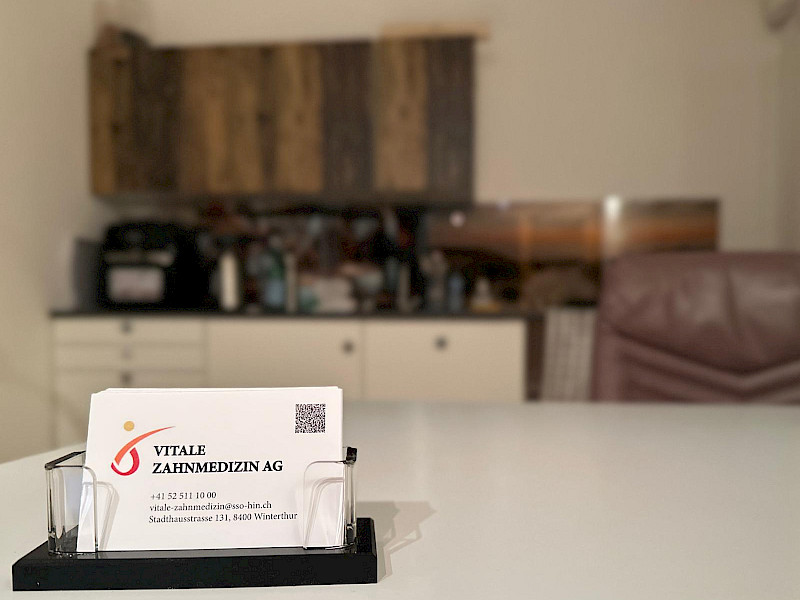 VITALE
ZAHNMEDIZIN AG
+41 52 511 10 00
vitale-zahnmedizin@sso-hin.ch
Stadthausstrasse 131, 8400 Winterthur